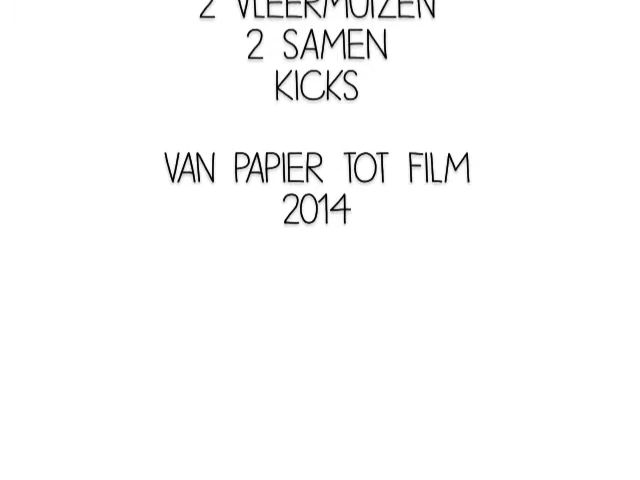 2 VLEERMUIZEN
2 SAMEN
KICKS
VAN PAPIER TOT FILM
2014